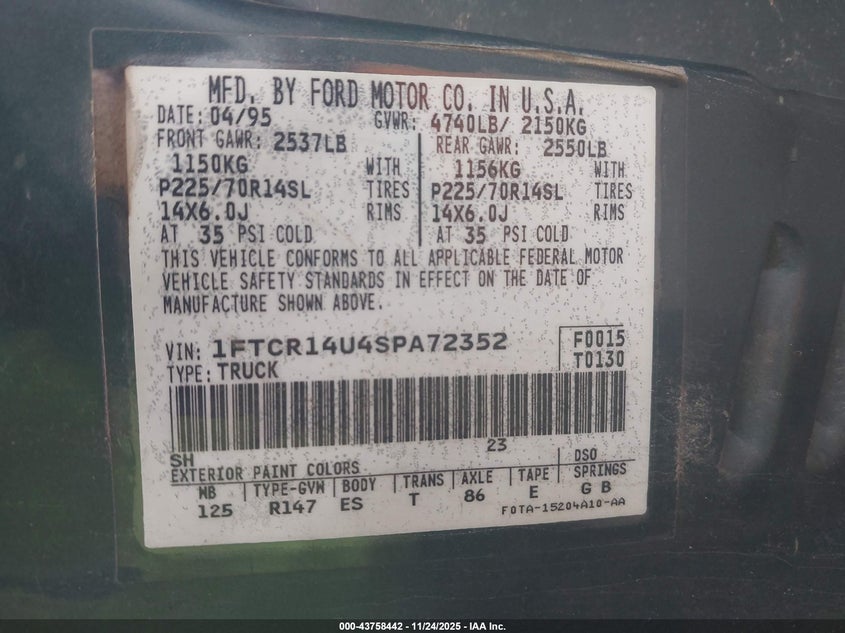 MFD. BY FORD MOTOR CO. IN U.S.A.
DATE: 04/95 GVWR: 4740LB/ 2150KG
FRONT GAWR: 2537LB REAR GAWR: 2550LB
1150KG WITH 1156KG WITH
P225/70R14SL TIRES P225/70R14SL TIRES
14X6.0J RIMS 14X6.0J RIMS
AT 35 PSI COLD AT 35 PSI COLD
THIS VEHICLE CONFORMS TO ALL APPLICABLE FEDERAL MOTOR
VEHICLE SAFETY STANDARDS IN EFFECT ON THE DATE OF
MANUFACTURE SHOWN ABOVE.
VIN: 1FTCR14U4SPA72352 F0015
TYPE: TRUCK T0130
SH 23
EXTERIOR PAINT COLORS DSO
WB TYPE-GVW BODY TRANS AXLE TAPE SPRINGS
125 R147 ES T 86 E G B
F0TA-15204A10-AA
000-43758442 - 11/24/2025 - IAA Inc.